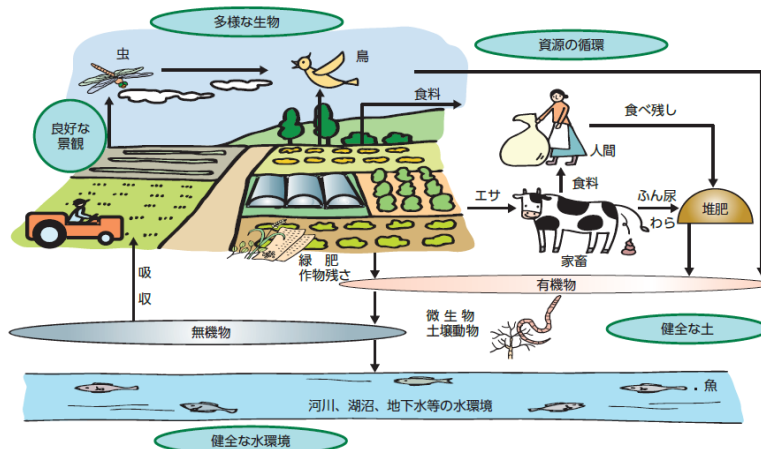 多様な生物
資源の循環
虫
鳥
食料
良好な
景観
食べ残し
人間
食料
エサ
ふん尿
わら
堆肥
家畜
緑肥
作物残さ
吸
収
有機物
微生物
土壌動物
無機物
健全な土
魚
河川、湖沼、地下水等の水環境
健全な水環境